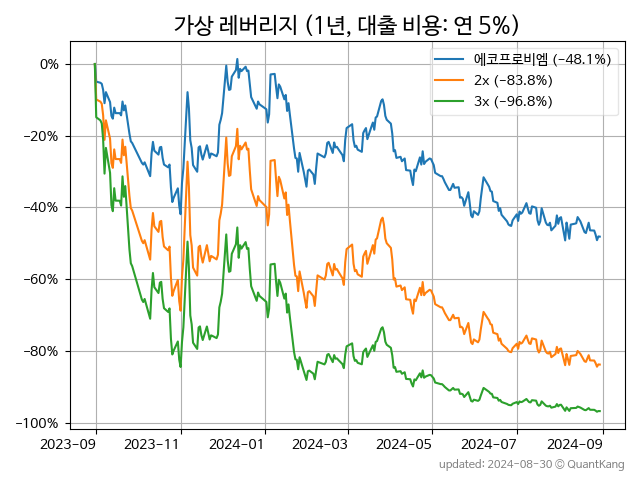 가상 레버리지 (1년, 대출 비용: 연 5%)
에코프로비엠 (−48.1%)
2x (−83.8%)
3x (−96.8%)
0%
−20%
−40%
−60%
−80%
−100%
2023-09 2023-11 2024-01 2024-03 2024-05 2024-07 2024-09
updated: 2024-08-30 © QuantKang